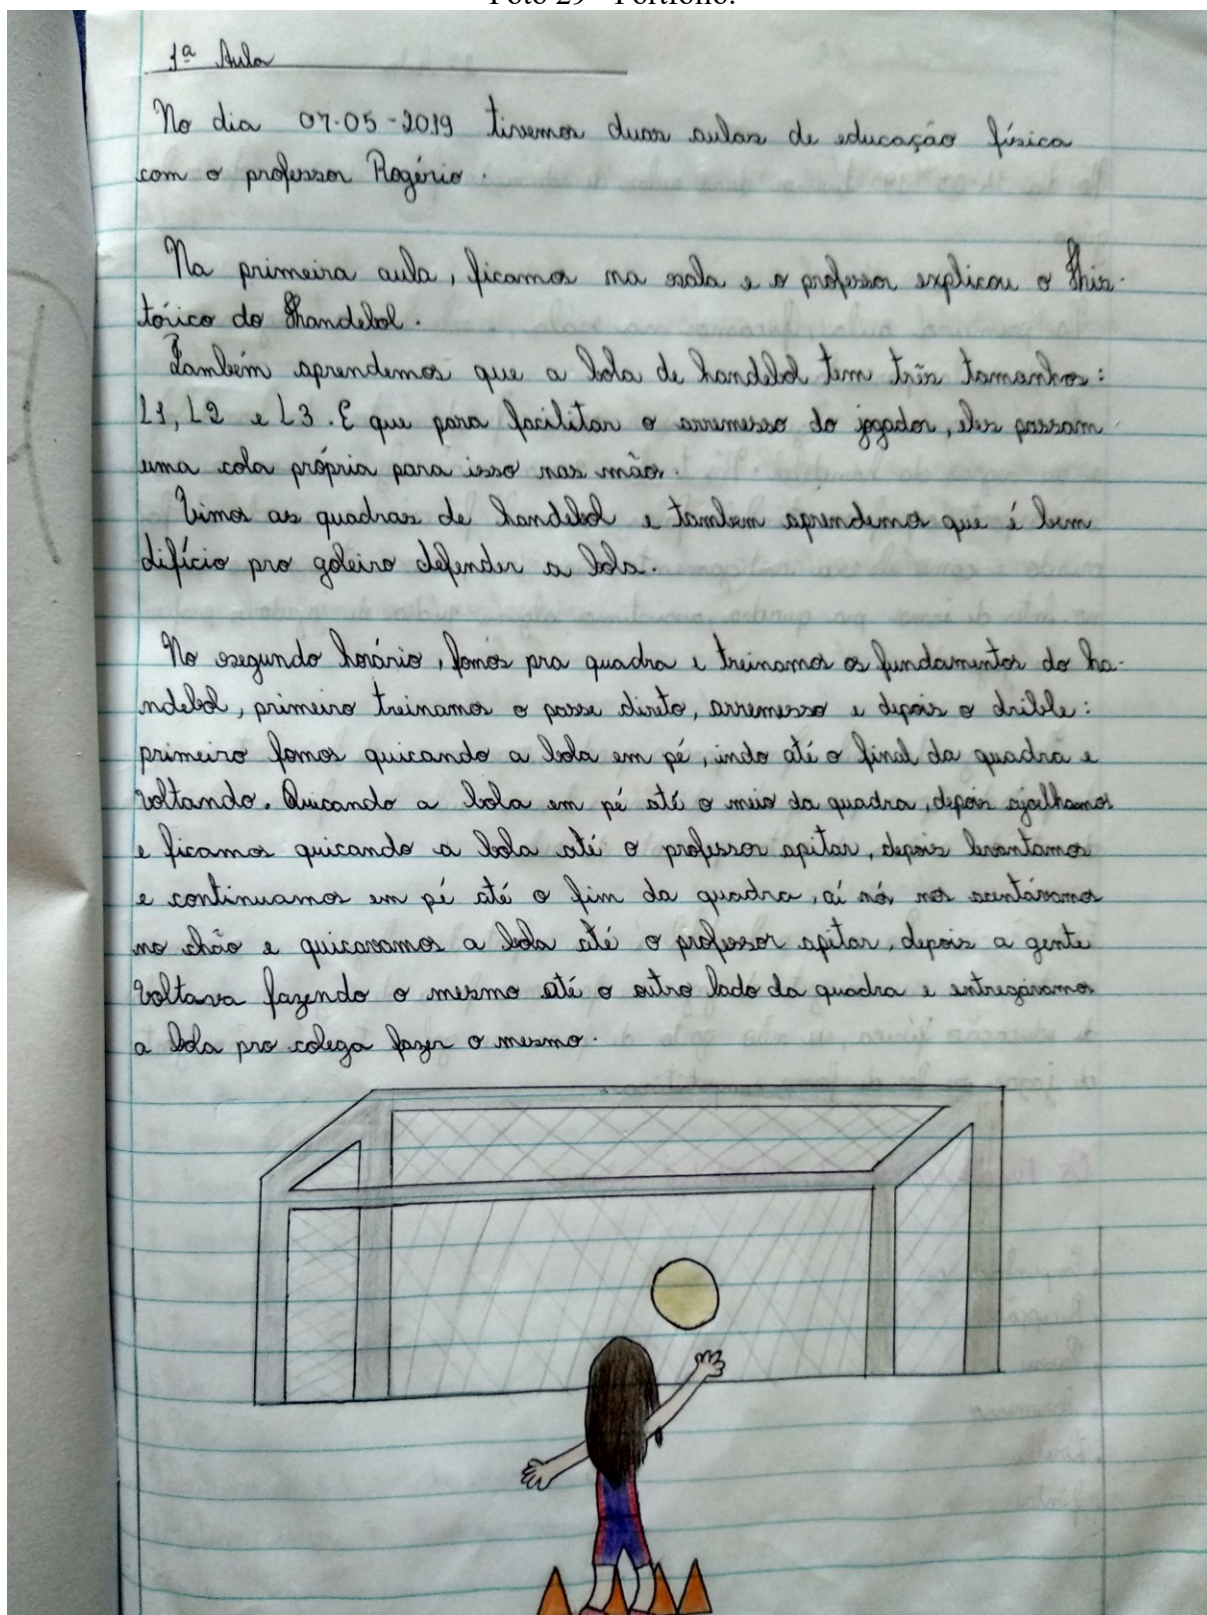 Foto 29 - Portfólio.
1ª Aula
No dia 07-05-2019 tivemos duas aulas de educação física
com o professor Rogério.
Na primeira aula, ficamos na sala e o professor explicou o His-
tórico do Handebol.
Também aprendemos que a bola de handebol tem três tamanhos:
L1, L2 e L3. E que para facilitar o arremesso do jogador, eles passam
uma cola própria para isso nas mãos.
Vimos as quadras de handebol e tambem aprendemos que é bem
difício pro goleiro defender a bola.
No segundo horário, fomos pra quadra e treinamos os fundamentos do ha-
ndebol, primeiro treinamos o passe direto, arremesso e depois o drible:
primeiro fomos quicando a bola em pé, indo até o final da quadra e
voltando. Quicando a bola em pé até o meio da quadra, depois ajoelhamos
e ficamos quicando a bola até o professor apitar, depois levantamos
e continuamos em pé até o fim da quadra, aí nós nos acentávamos
no chão e quicavamos a bola até o professor apitar, depois a gente
voltava fazendo o mesmo até o outro lado da quadra e entregávamos
a bola pro colega fazer o mesmo.